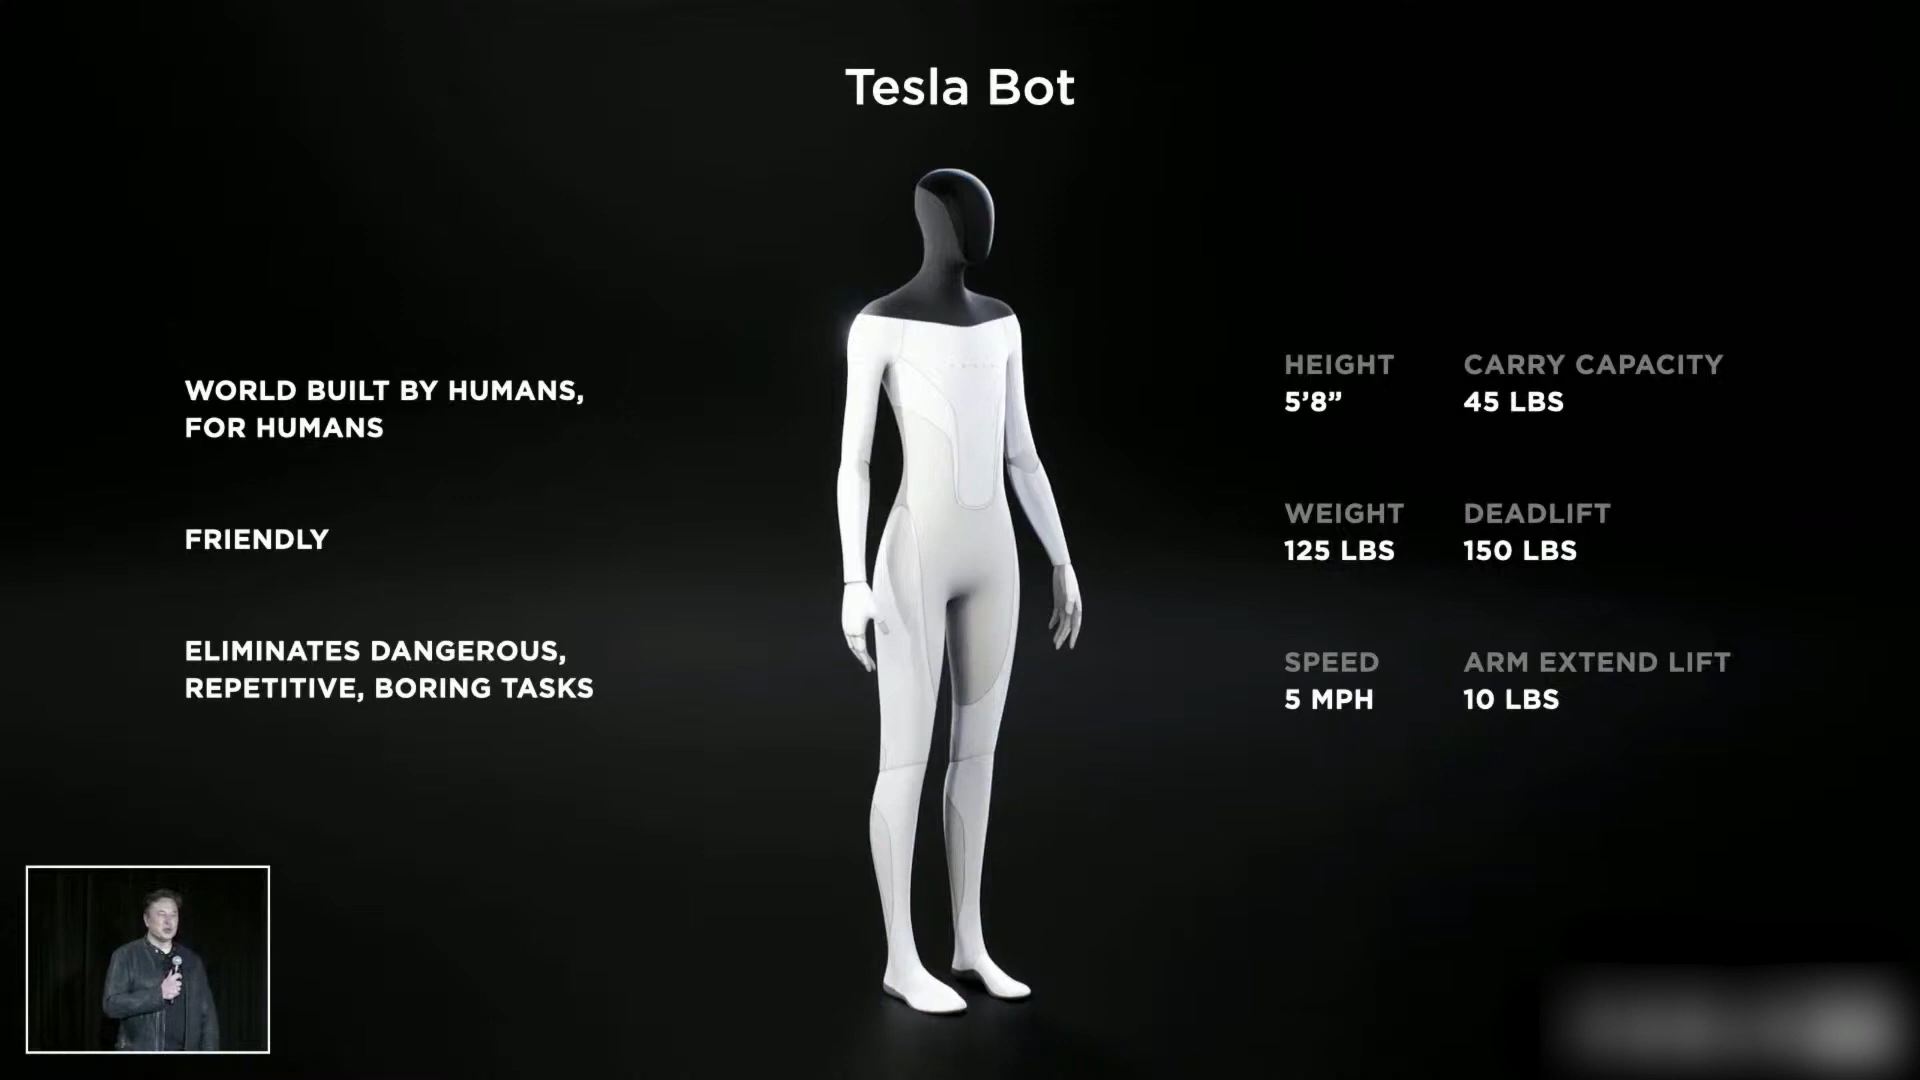 Tesla Bot
WORLD BUILT BY HUMANS,
FOR HUMANS
FRIENDLY
ELIMINATES DANGEROUS,
REPETITIVE, BORING TASKS
HEIGHT
5’8”
CARRY CAPACITY
45 LBS
WEIGHT
125 LBS
DEADLIFT
150 LBS
SPEED
5 MPH
ARM EXTEND LIFT
10 LBS